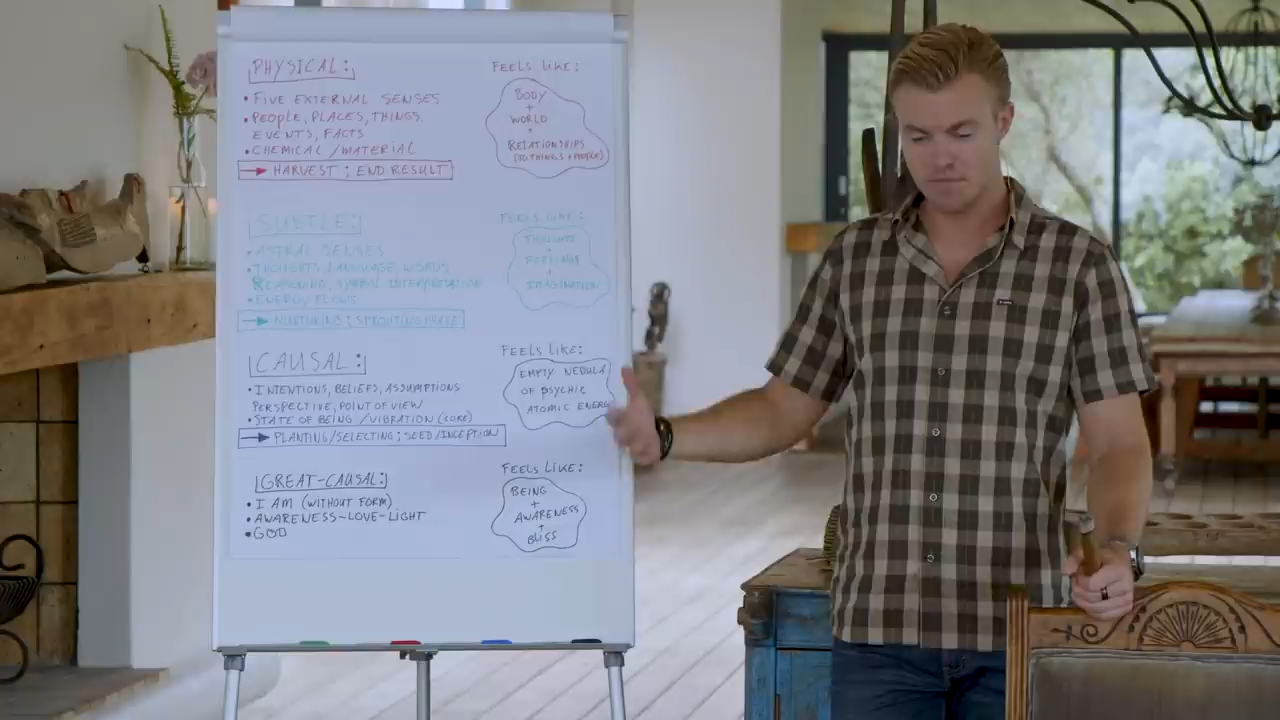 PHYSICAL:
• FIVE EXTERNAL SENSES
• PEOPLE, PLACES, THINGS,
EVENTS, FACTS
• CHEMICAL / MATERIAL
→ HARVEST ; END RESULT
FEELS LIKE:
BODY
+
WORLD
+
RELATIONSHIPS
(TO THINGS + PEOPLE)
SUBTLE:
• ASTRAL SENSES
• THOUGHTS, LANGUAGE, WORDS
REASONING, SYMBOL INTERPRETATION
• ENERGY FLOWS
→ NURTURING ; SPROUTING PHASE
FEELS LIKE:
THOUGHTS
+
FEELINGS
+
IMAGINATION
CAUSAL:
• INTENTIONS, BELIEFS, ASSUMPTIONS
PERSPECTIVE, POINT OF VIEW
• STATE OF BEING / VIBRATION (CORE)
→ PLANTING/SELECTING ; SEED/INCEPTION
FEELS LIKE:
EMPTY NEBULA
OF PSYCHIC
ATOMIC ENERG
GREAT-CAUSAL:
• I AM (WITHOUT FORM)
• AWARENESS-LOVE-LIGHT
• GOD
FEELS LIKE:
BEING
+
AWARENESS
+
BLISS